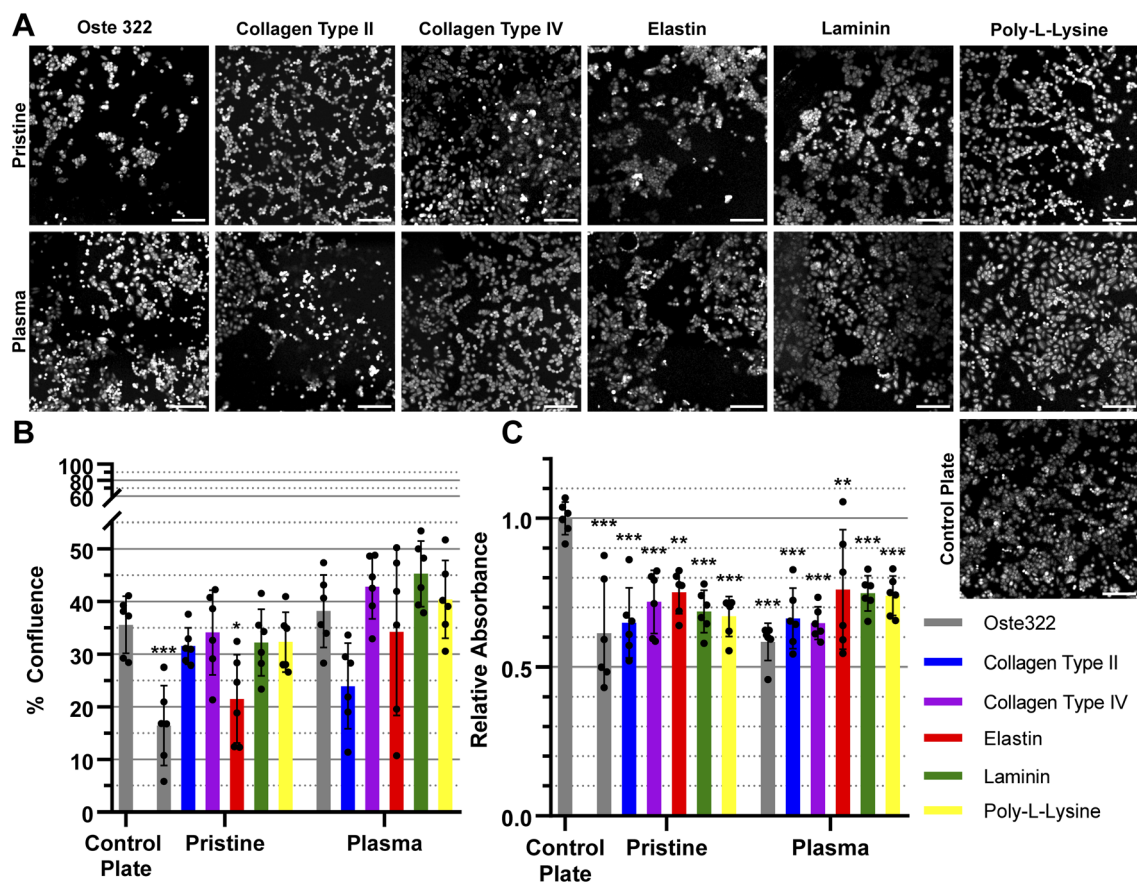 A
Oste 322
Collagen Type II
Collagen Type IV
Elastin
Laminin
Poly-L-Lysine
Pristine
Plasma
Control Plate
B
% Confluence
100
80
60
50
40
30
20
10
0
***
*
Control Plate
Pristine
Plasma
C
Relative Absorbance
1.0
0.5
0.0
***
***
***
**
***
***
***
***
***
**
***
***
Control Plate
Pristine
Plasma
Oste322
Collagen Type II
Collagen Type IV
Elastin
Laminin
Poly-L-Lysine